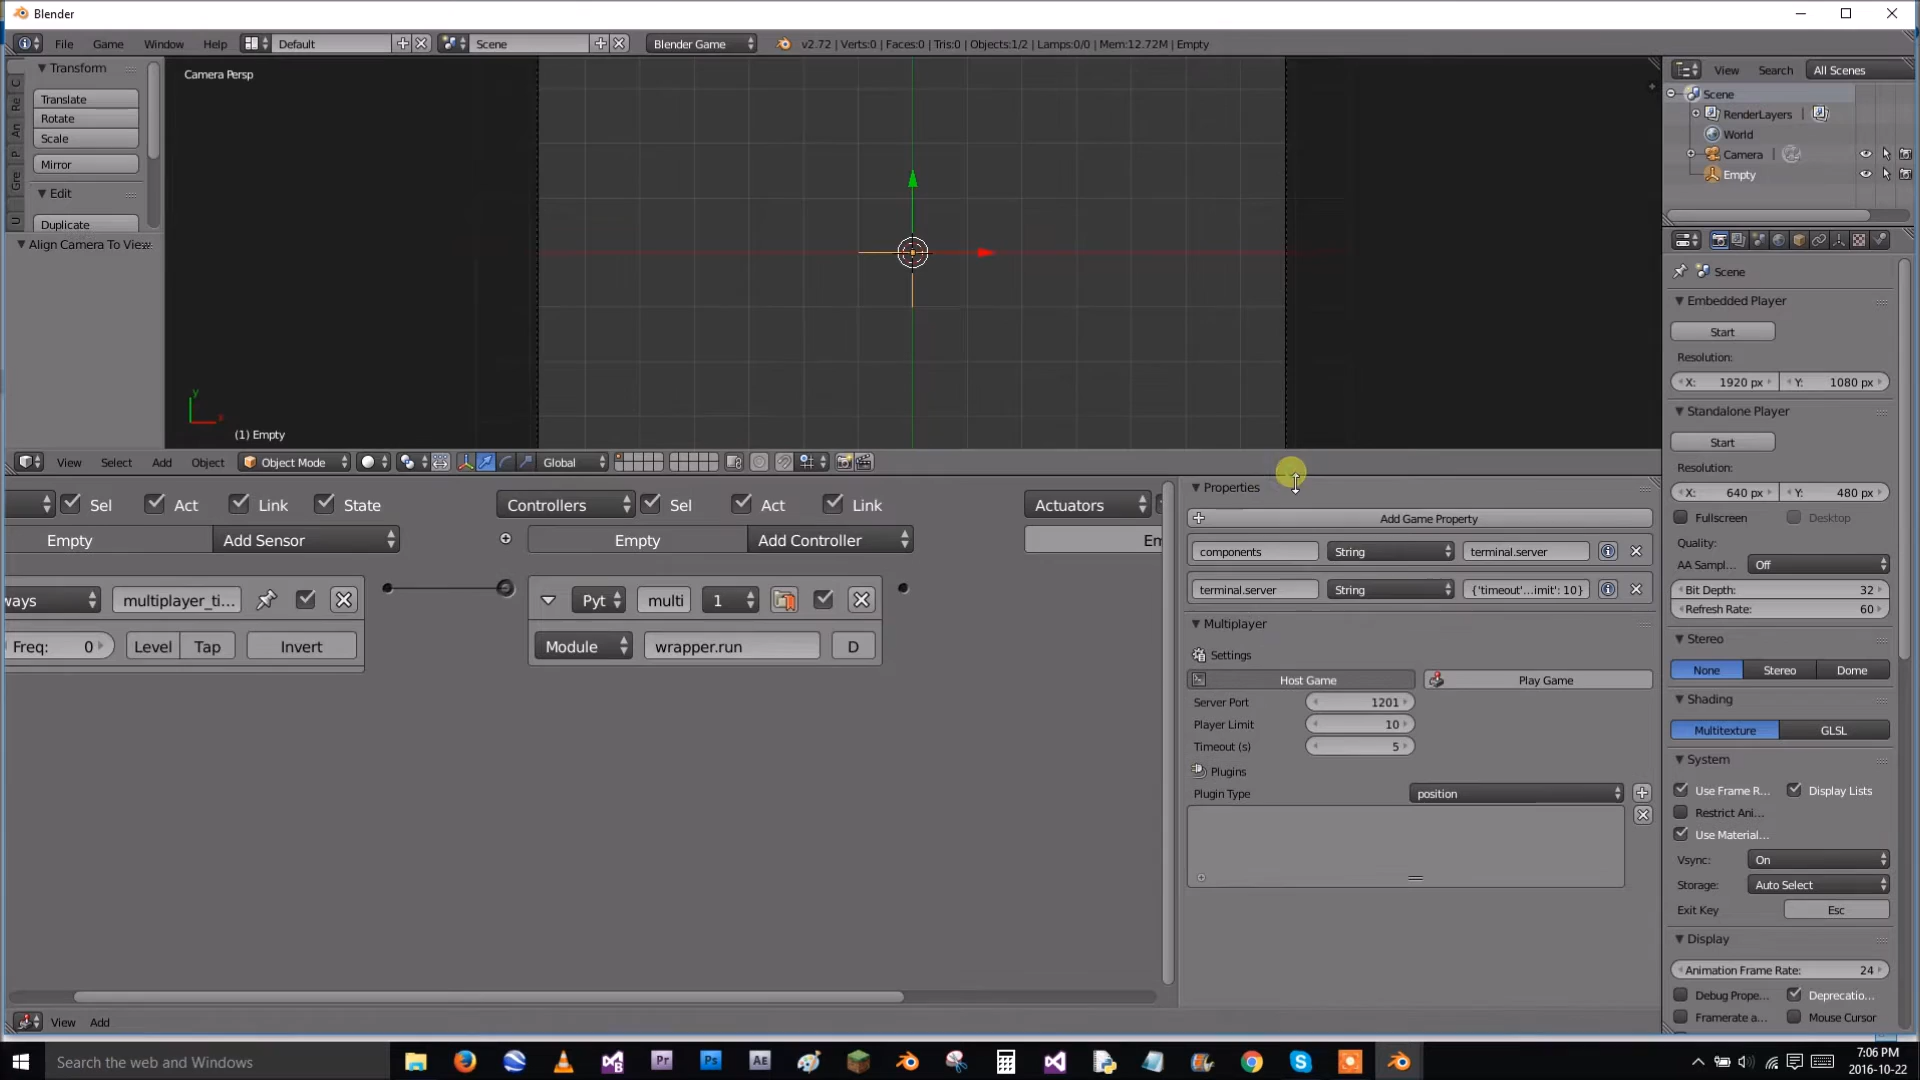 Blender
File Game Window Help Default Scene Blender Game v2.72 | Verts:0 | Faces:0 | Tris:0 | Objects:1/2 | Lamps:0/0 | Mem:12.72M | Empty
Transform
Translate
Rotate
Scale
Mirror
Edit
Duplicate
Align Camera To View
C
Re
An
P
Gre
U
Camera Persp
y
x
(1) Empty
View Select Add Object Object Mode Global
View Search All Scenes
Scene
RenderLayers |
World
Camera |
Empty
Sel Act Link State Controllers Sel Act Link Actuators
Empty Add Sensor Empty Add Controller Em
ways multiplayer_ti... Pyt multi 1
Freq: 0 Level Tap Invert Module wrapper.run D
Properties
Add Game Property
components String terminal.server
terminal.server String {'timeout'...imit': 10}
Multiplayer
Settings
Host Game Play Game
Server Port 1201
Player Limit 10
Timeout (s) 5
Plugins
Plugin Type position
Scene
Embedded Player
Start
Resolution:
X: 1920 px Y: 1080 px
Standalone Player
Start
Resolution:
X: 640 px Y: 480 px
Fullscreen Desktop
Quality:
AA Sampl... Off
Bit Depth: 32
Refresh Rate: 60
Stereo
None Stereo Dome
Shading
Multitexture GLSL
System
Use Frame R... Display Lists
Restrict Ani...
Use Material...
Vsync: On
Storage: Auto Select
Exit Key Esc
Display
Animation Frame Rate: 24
Debug Prope... Deprecatio...
Framerate a... Mouse Cursor
View Add
Search the web and Windows
Pr Ps Ae
7:06 PM
2016-10-22